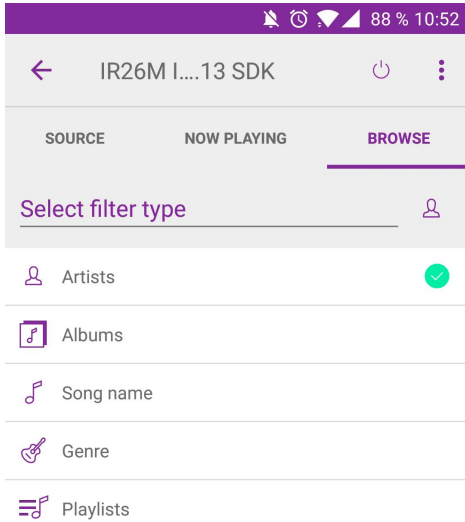 88 % 10:52
IR26M I....13 SDK
SOURCE NOW PLAYING BROWSE
Select filter type
Artists
Albums
Song name
Genre
Playlists